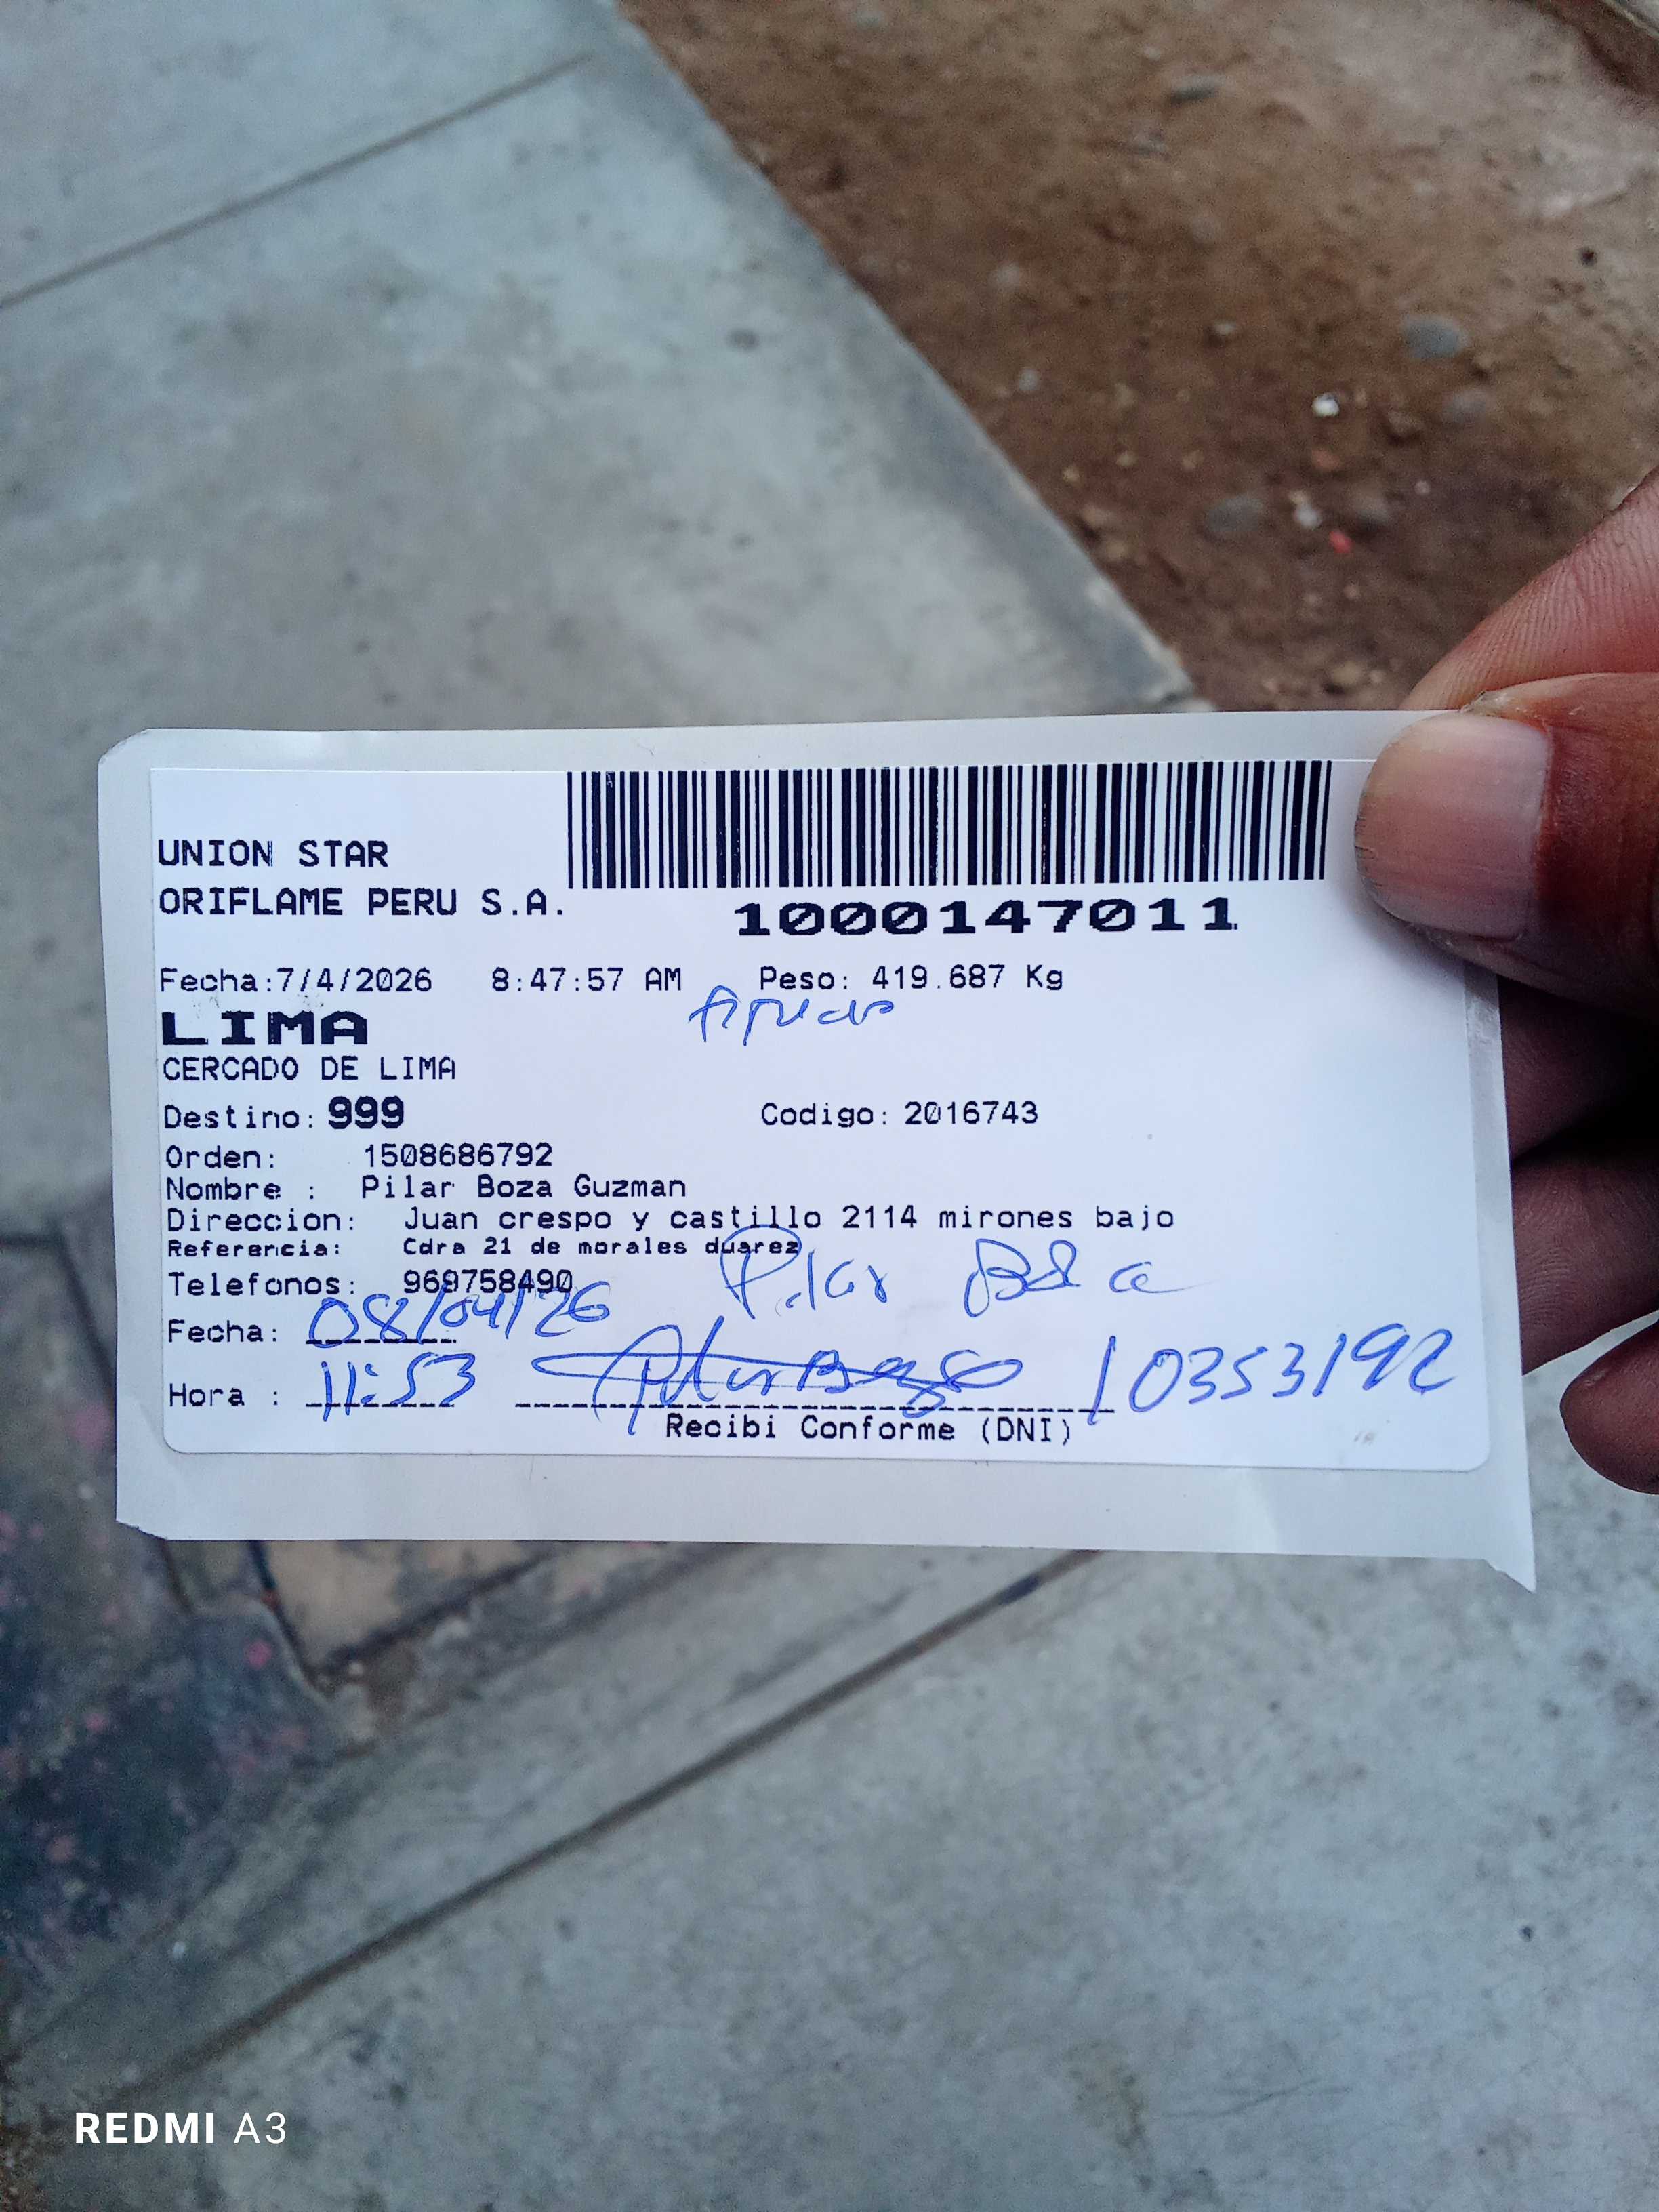 UNION STAR
ORIFLAME PERU S.A.
1000147011
Fecha:7/4/2026 8:47:57 AM Peso: 419.687 Kg
LIMA
CERCADO DE LIMA
Destino: 999 Codigo: 2016743
Orden: 1508686792
Nombre : Pilar Boza Guzman
Direccion: Juan crespo y castillo 2114 mirones bajo
Referencia: Cdra 21 de morales duarez
Pilar
Telefonos: 969758490
Fecha: 08/04/26
Hora : 11:53 10353192
Recibi Conforme (DNI)
REDMI A3